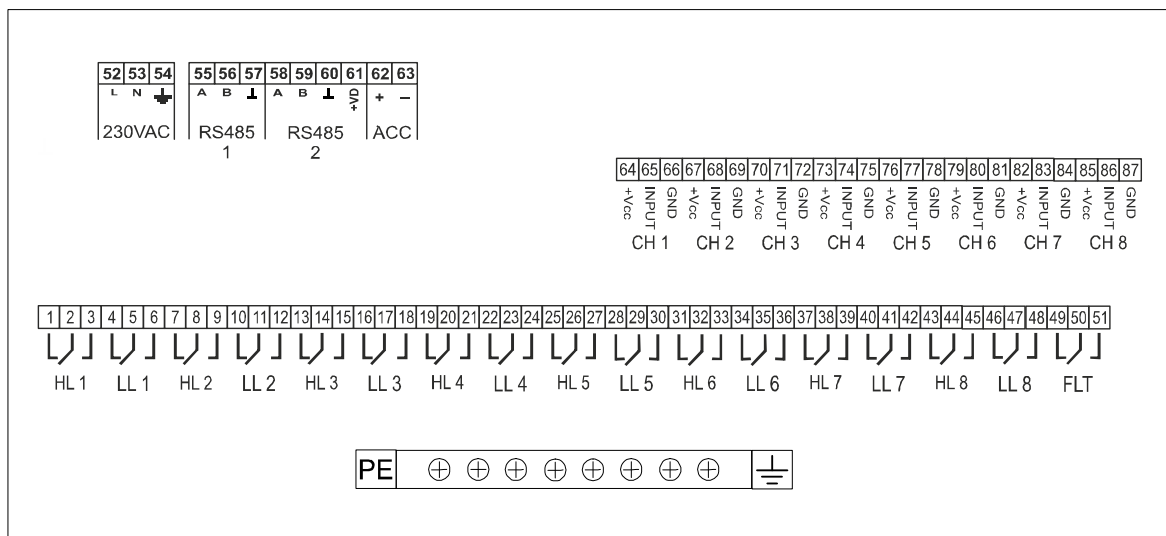 52 53 54 55 56 57 58 59 60 61 62 63
L N A B A B +VD + −
230VAC RS485 1 RS485 2 ACC
64 65 66 67 68 69 70 71 72 73 74 75 76 77 78 79 80 81 82 83 84 85 86 87
+Vcc INPUT GND +Vcc INPUT GND +Vcc INPUT GND +Vcc INPUT GND +Vcc INPUT GND +Vcc INPUT GND +Vcc INPUT GND +Vcc INPUT GND
CH 1 CH 2 CH 3 CH 4 CH 5 CH 6 CH 7 CH 8
1 2 3 4 5 6 7 8 9 10 11 12 13 14 15 16 17 18 19 20 21 22 23 24 25 26 27 28 29 30 31 32 33 34 35 36 37 38 39 40 41 42 43 44 45 46 47 48 49 50 51
HL 1 LL 1 HL 2 LL 2 HL 3 LL 3 HL 4 LL 4 HL 5 LL 5 HL 6 LL 6 HL 7 LL 7 HL 8 LL 8 FLT
PE